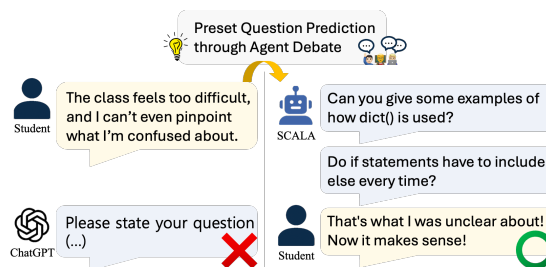 Preset Question Prediction
through Agent Debate
The class feels too difficult,
and I can't even pinpoint
what I'm confused about.
Student
Please state your question
(...)
ChatGPT
Can you give some examples of
how dict() is used?
SCALA
Do if statements have to include
else every time?
That's what I was unclear about!
Now it makes sense!
Student